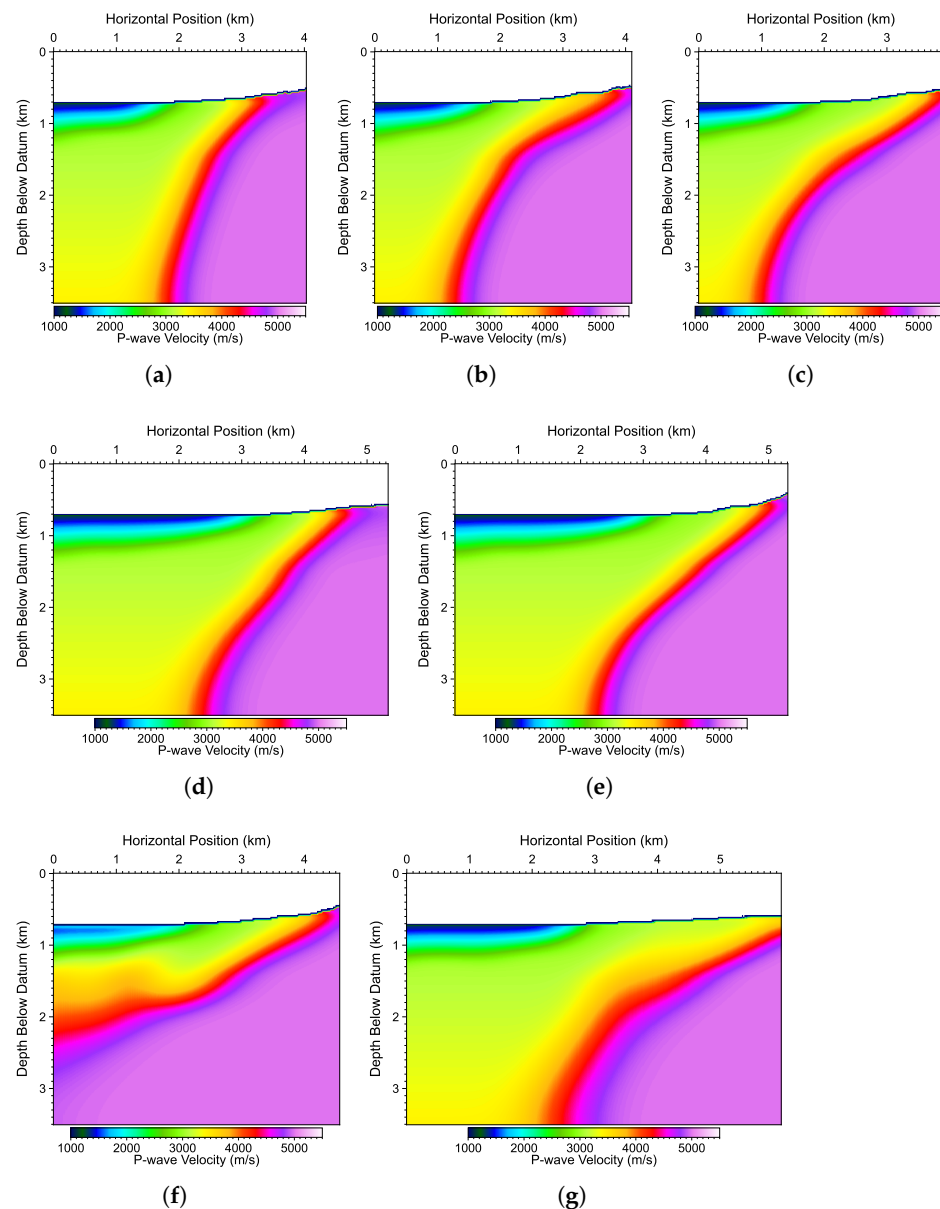 Horizontal Position (km) Horizontal Position (km) Horizontal Position (km)
0 1 2 3 4 0 1 2 3 4 0 1 2 3
Depth Below Datum (km) Depth Below Datum (km) Depth Below Datum (km)
0 0 0
1 1 1
2 2 2
3 3 3
1000 2000 3000 4000 5000 1000 2000 3000 4000 5000 1000 2000 3000 4000 5000
P-wave Velocity (m/s) P-wave Velocity (m/s) P-wave Velocity (m/s)
(a) (b) (c)
Horizontal Position (km) Horizontal Position (km)
0 1 2 3 4 5 0 1 2 3 4 5
Depth Below Datum (km) Depth Below Datum (km)
0 0
1 1
2 2
3 3
1000 2000 3000 4000 5000 1000 2000 3000 4000 5000
P-wave Velocity (m/s) P-wave Velocity (m/s)
(d) (e)
Horizontal Position (km) Horizontal Position (km)
0 1 2 3 4 0 1 2 3 4 5
Depth Below Datum (km) Depth Below Datum (km)
0 0
1 1
2 2
3 3
1000 2000 3000 4000 5000 1000 2000 3000 4000 5000
P-wave Velocity (m/s) P-wave Velocity (m/s)
(f) (g)